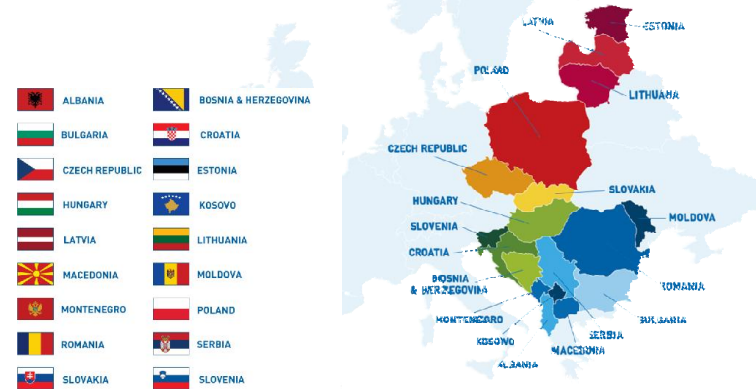 ALBANIA
BOSNIA & HERZEGOVINA
BULGARIA
CROATIA
CZECH REPUBLIC
ESTONIA
HUNGARY
KOSOVO
LATVIA
LITHUANIA
MACEDONIA
MOLDOVA
MONTENEGRO
POLAND
ROMANIA
SERBIA
SLOVAKIA
SLOVENIA
LATVIA
ESTONIA
POLAND
LITHUANIA
CZECH REPUBLIC
SLOVAKIA
HUNGARY
MOLDOVA
SLOVENIA
CROATIA
BOSNIA
& HERZEGOVINA
ROMANIA
MONTENEGRO
BULGARIA
SERBIA
KOSOWO
MACEDONIA
ALBANIA